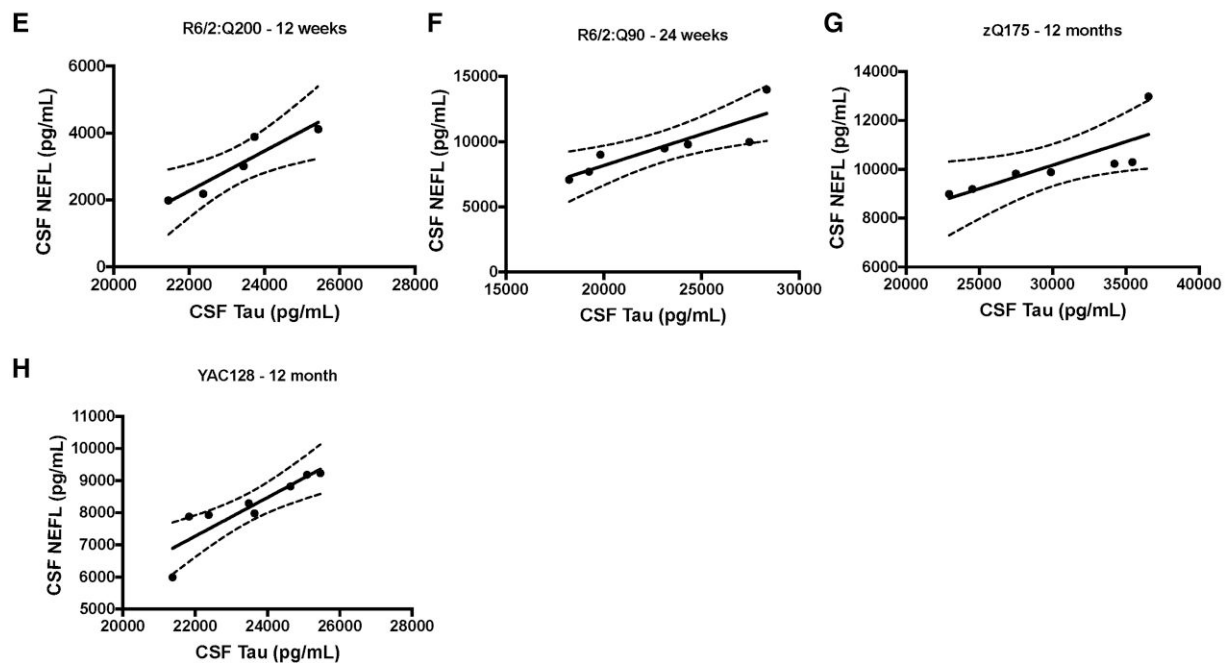 E
R6/2:Q200 - 12 weeks
CSF NEFL (pg/mL)
6000
4000
2000
0
20000 22000 24000 26000 28000
CSF Tau (pg/mL)
F
R6/2:Q90 - 24 weeks
CSF NEFL (pg/mL)
15000
10000
5000
0
15000 20000 25000 30000
CSF Tau (pg/mL)
G
zQ175 - 12 months
CSF NEFL (pg/mL)
14000
12000
10000
8000
6000
20000 25000 30000 35000 40000
CSF Tau (pg/mL)
H
YAC128 - 12 month
CSF NEFL (pg/mL)
11000
10000
9000
8000
7000
6000
5000
20000 22000 24000 26000 28000
CSF Tau (pg/mL)